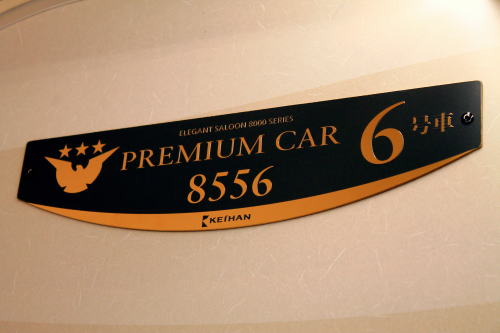 ELEGANT SALOON 8000 SERIES
PREMIUM CAR 6号車
8556
KEIHAN